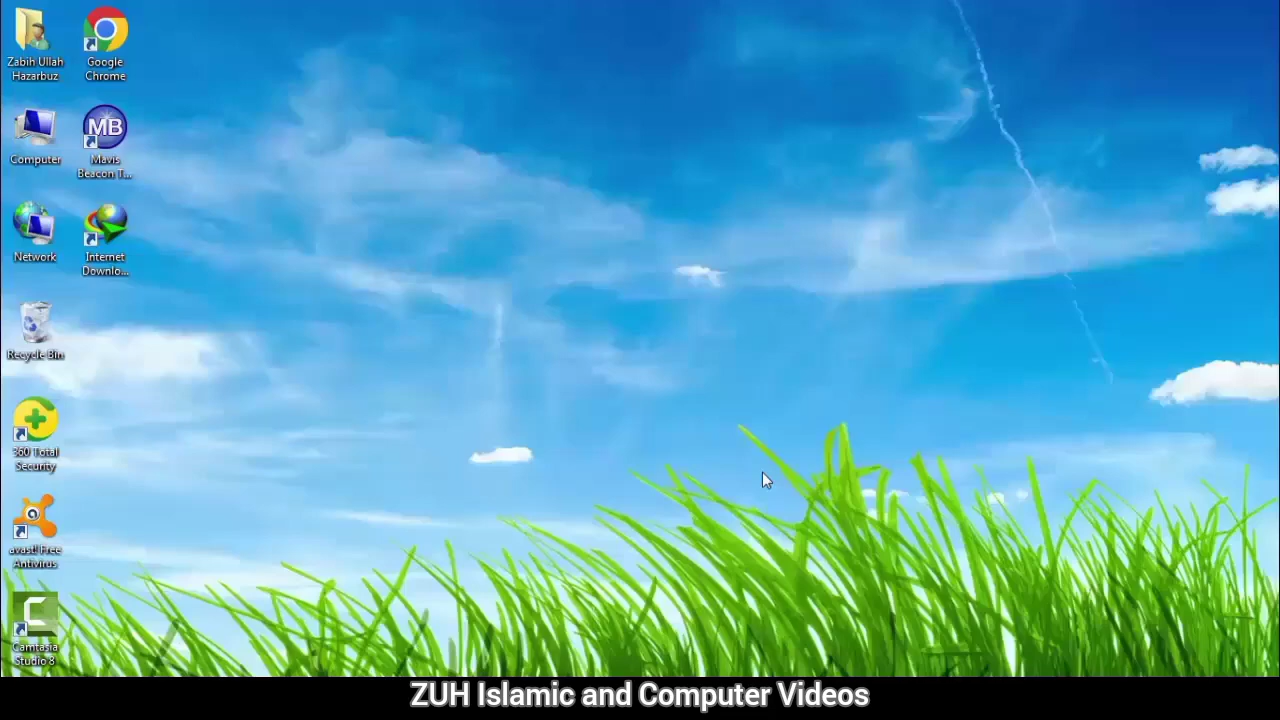 Zabih Ullah
Hazarbuz
Google
Chrome
Computer
MB
Mavis
Beacon T...
Network
Internet
Downlo...
Recycle Bin
360 Total
Security
avast! Free
Antivirus
Camtasia
Studio 8
ZUH Islamic and Computer Videos